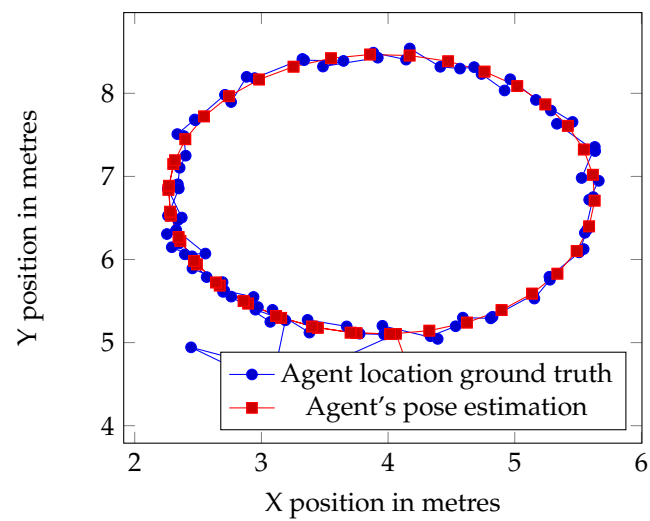 8
7
6
5
4
Y position in metres
Agent location ground truth
Agent's pose estimation
2 3 4 5 6
X position in metres